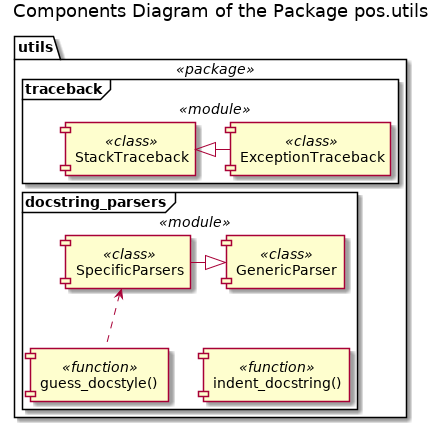 Components Diagram of the Package pos.utils
utils
«package»
traceback
«module»
«class»
StackTraceback
«class»
ExceptionTraceback
docstring_parsers
«module»
«class»
SpecificParsers
«class»
GenericParser
«function»
guess_docstyle()
«function»
indent_docstring()